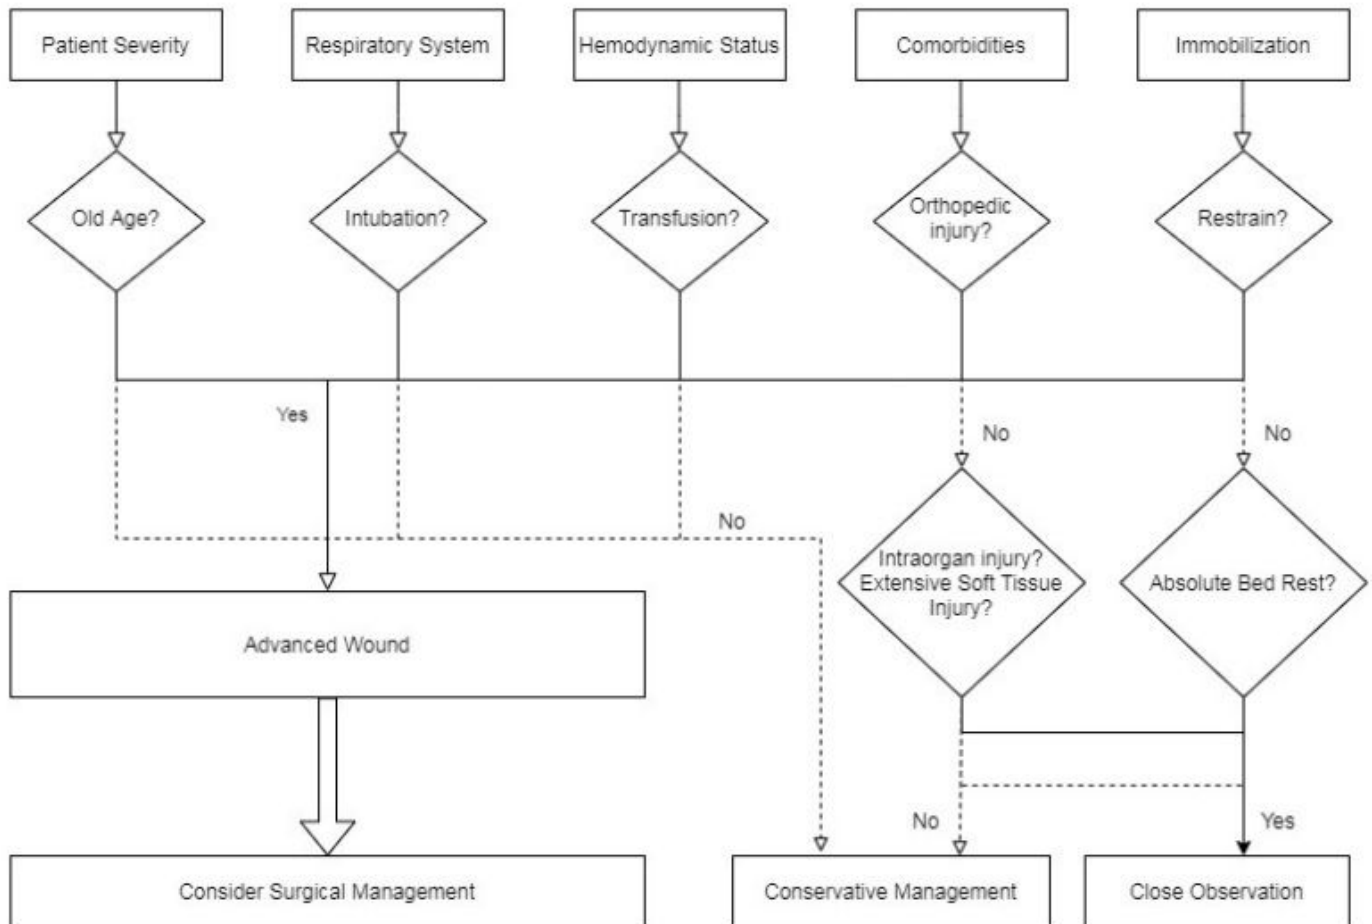 Patient Severity
Respiratory System
Hemodynamic Status
Comorbidities
Immobilization
Old Age?
Intubation?
Transfusion?
Orthopedic
injury?
Restrain?
Yes
No
No
No
Intraorgan injury?
Extensive Soft Tissue
Injury?
Absolute Bed Rest?
Advanced Wound
No
Yes
Consider Surgical Management
Conservative Management
Close Observation